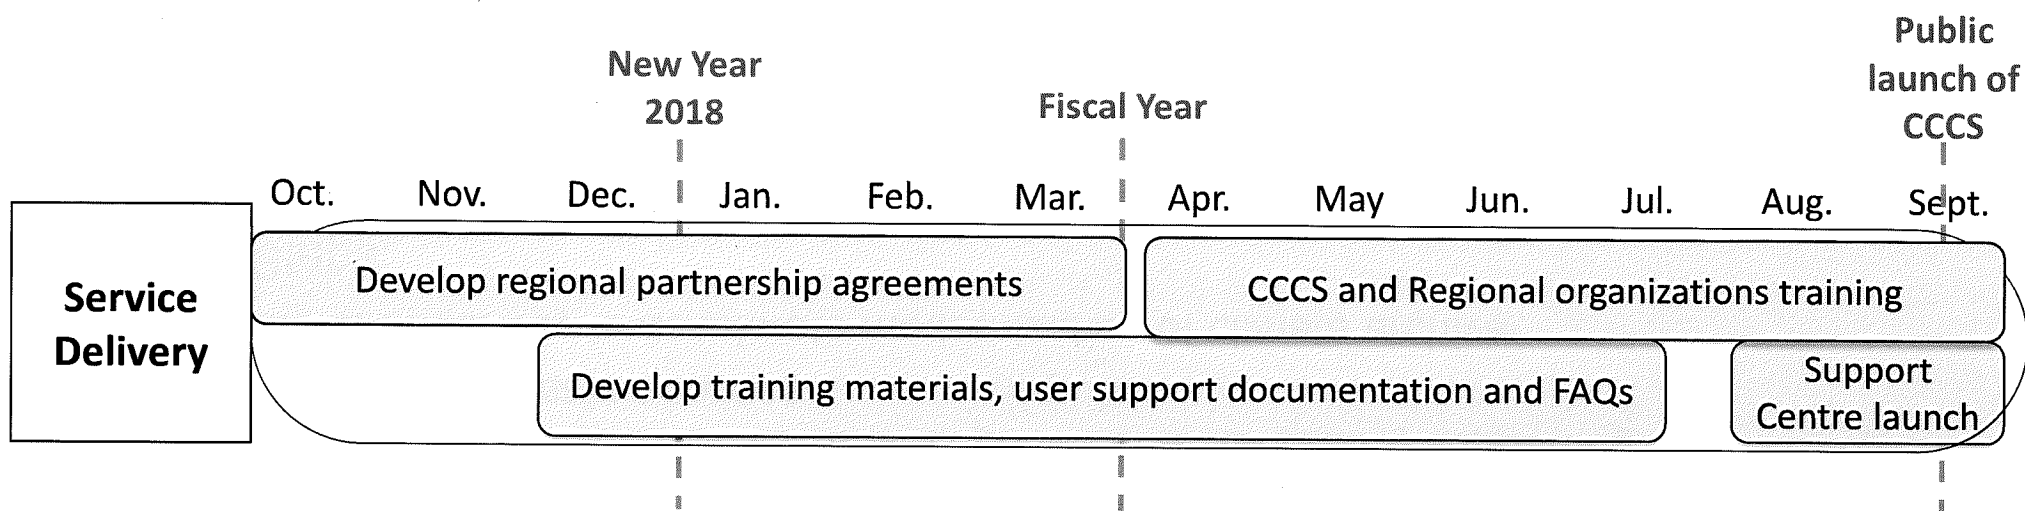 New Year
2018
Fiscal Year
Public
launch of
CCCS
Oct. Nov. Dec. Jan. Feb. Mar. Apr. May Jun. Jul. Aug. Sept.
Service
Delivery
Develop regional partnership agreements
CCCS and Regional organizations training
Develop training materials, user support documentation and FAQs
Support
Centre launch